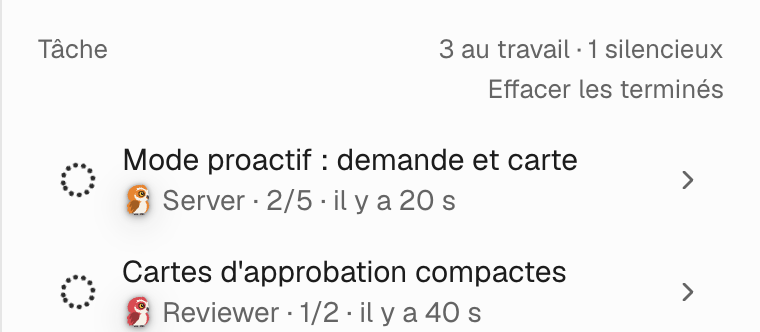 Tâche
3 au travail · 1 silencieux
Effacer les terminés
Mode proactif : demande et carte
Server · 2/5 · il y a 20 s
Cartes d'approbation compactes
Reviewer · 1/2 · il y a 40 s